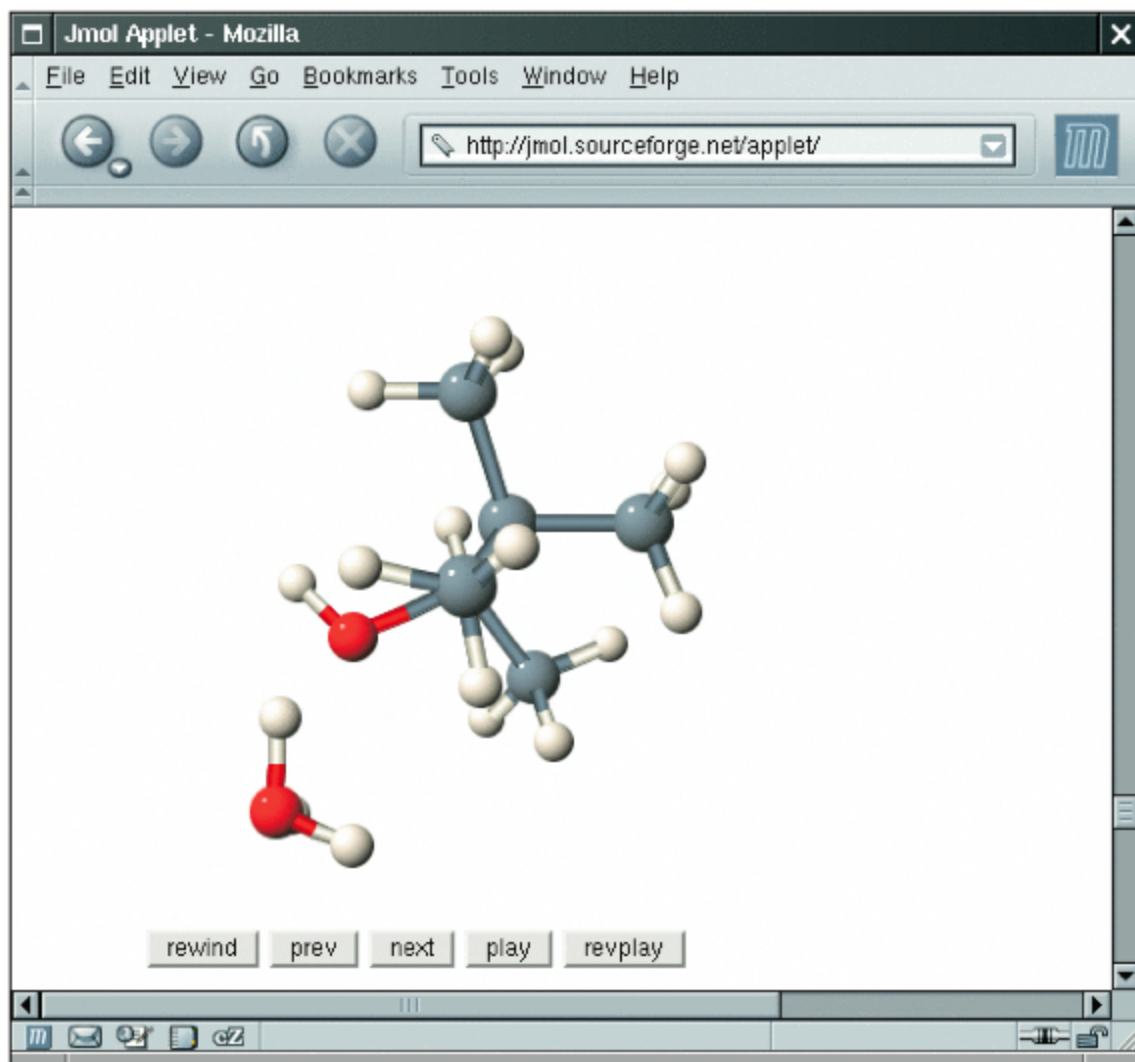 Jmol Applet - Mozilla
File Edit View Go Bookmarks Tools Window Help
http://jmol.sourceforge.net/applet/
rewind prev next play revplay